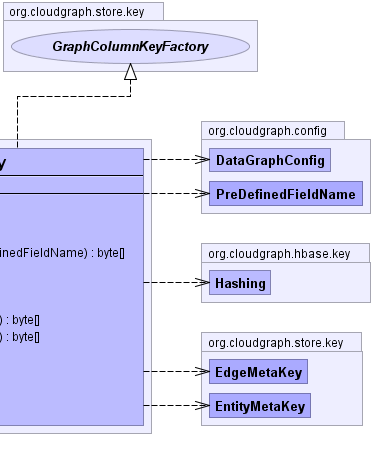 org.cloudgraph.store.key
GraphColumnKeyFactory
org.cloudgraph.config
y
DataGraphConfig
PreDefinedFieldName
inedFieldName) : byte[]
org.cloudgraph.hbase.key
Hashing
) : byte[]
) : byte[]
org.cloudgraph.store.key
EdgeMetaKey
EntityMetaKey